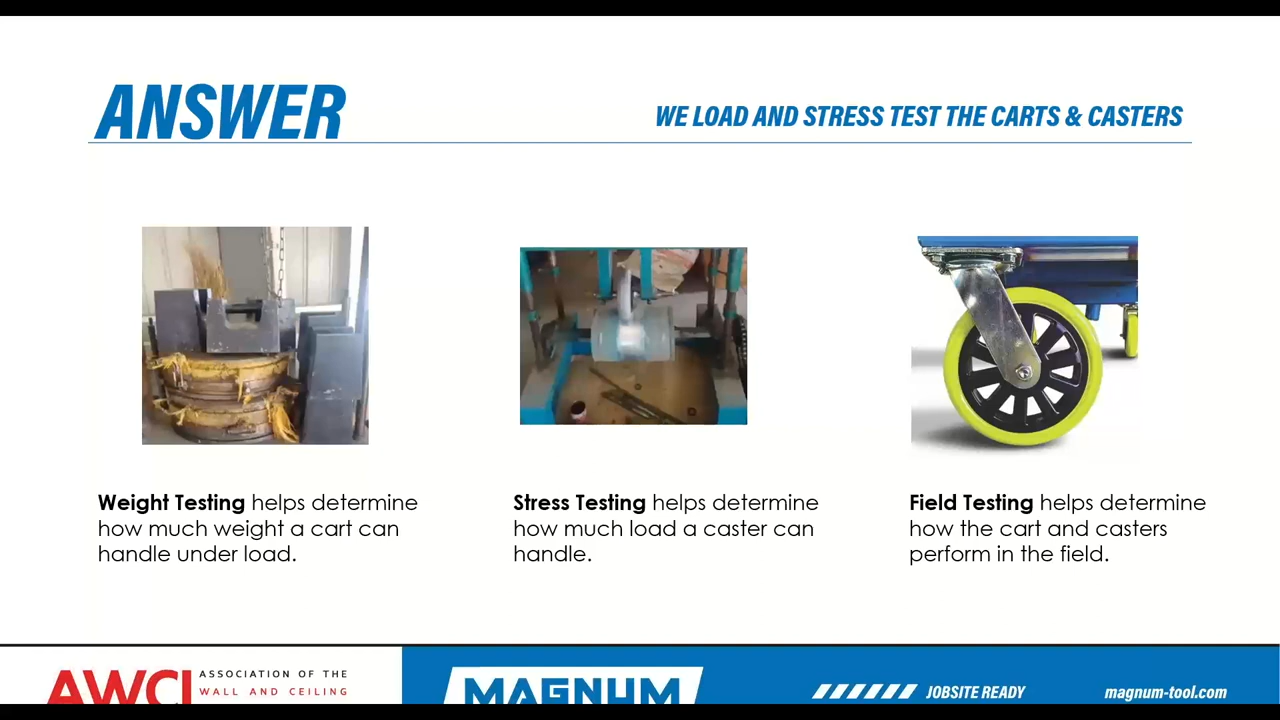 ANSWER
WE LOAD AND STRESS TEST THE CARTS & CASTERS
Weight Testing helps determine
how much weight a cart can
handle under load.
Stress Testing helps determine
how much load a caster can
handle.
Field Testing helps determine
how the cart and casters
perform in the field.
AWCI
ASSOCIATION OF THE
WALL AND CEILING
MAGNUM
JOBSITE READY
magnum-tool.com